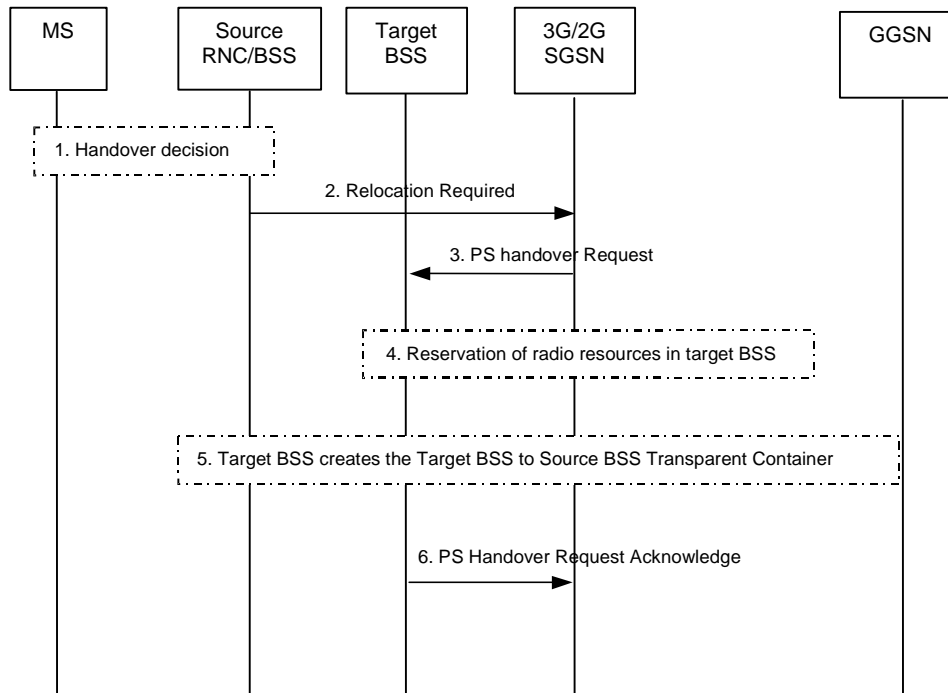 MS
Source
RNC/BSS
Target
BSS
3G/2G
SGSN
GGSN
1. Handover decision
2. Relocation Required
3. PS handover Request
4. Reservation of radio resources in target BSS
5. Target BSS creates the Target BSS to Source BSS Transparent Container
6. PS Handover Request Acknowledge